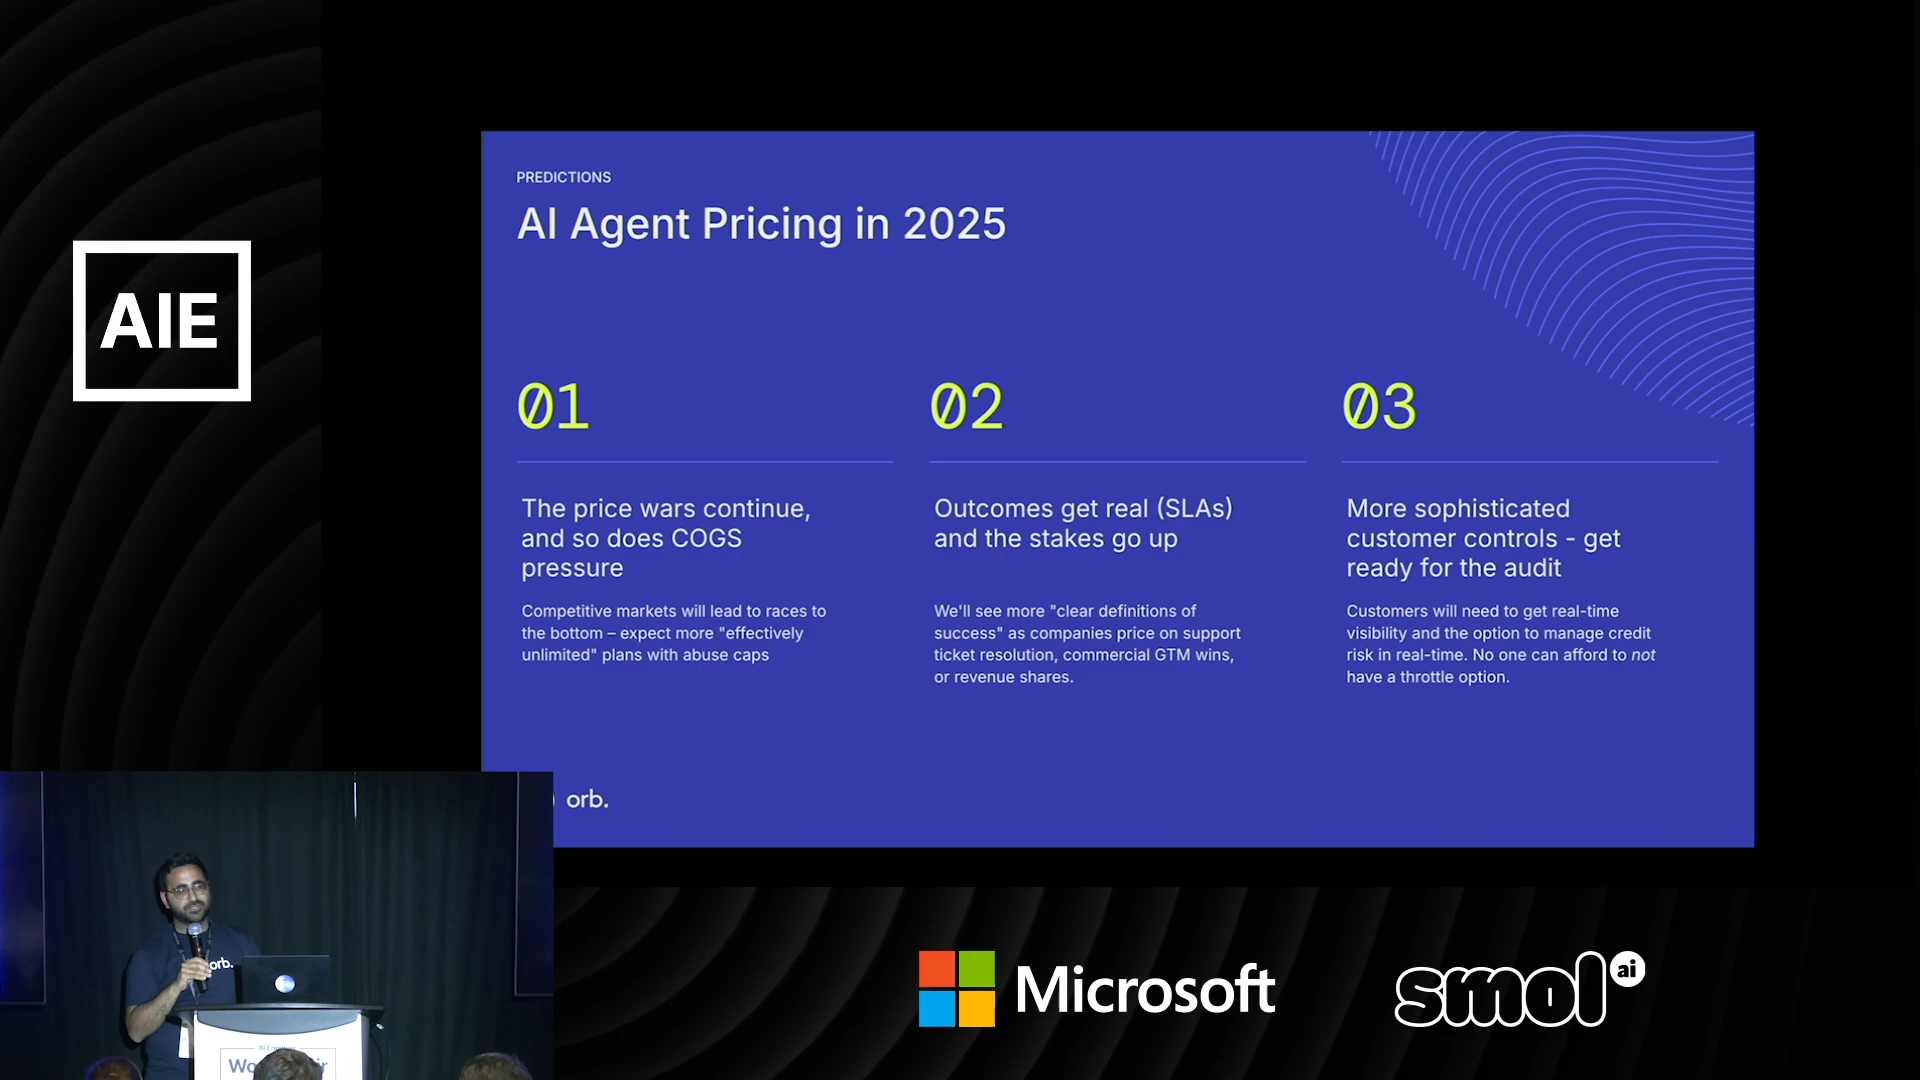 AIE
PREDICTIONS
AI Agent Pricing in 2025
01
The price wars continue,
and so does COGS
pressure
Competitive markets will lead to races to
the bottom – expect more "effectively
unlimited" plans with abuse caps
02
Outcomes get real (SLAs)
and the stakes go up
We'll see more "clear definitions of
success" as companies price on support
ticket resolution, commercial GTM wins,
or revenue shares.
03
More sophisticated
customer controls - get
ready for the audit
Customers will need to get real-time
visibility and the option to manage credit
risk in real-time. No one can afford to not
have a throttle option.
orb.
orb.
Microsoft
smol ai